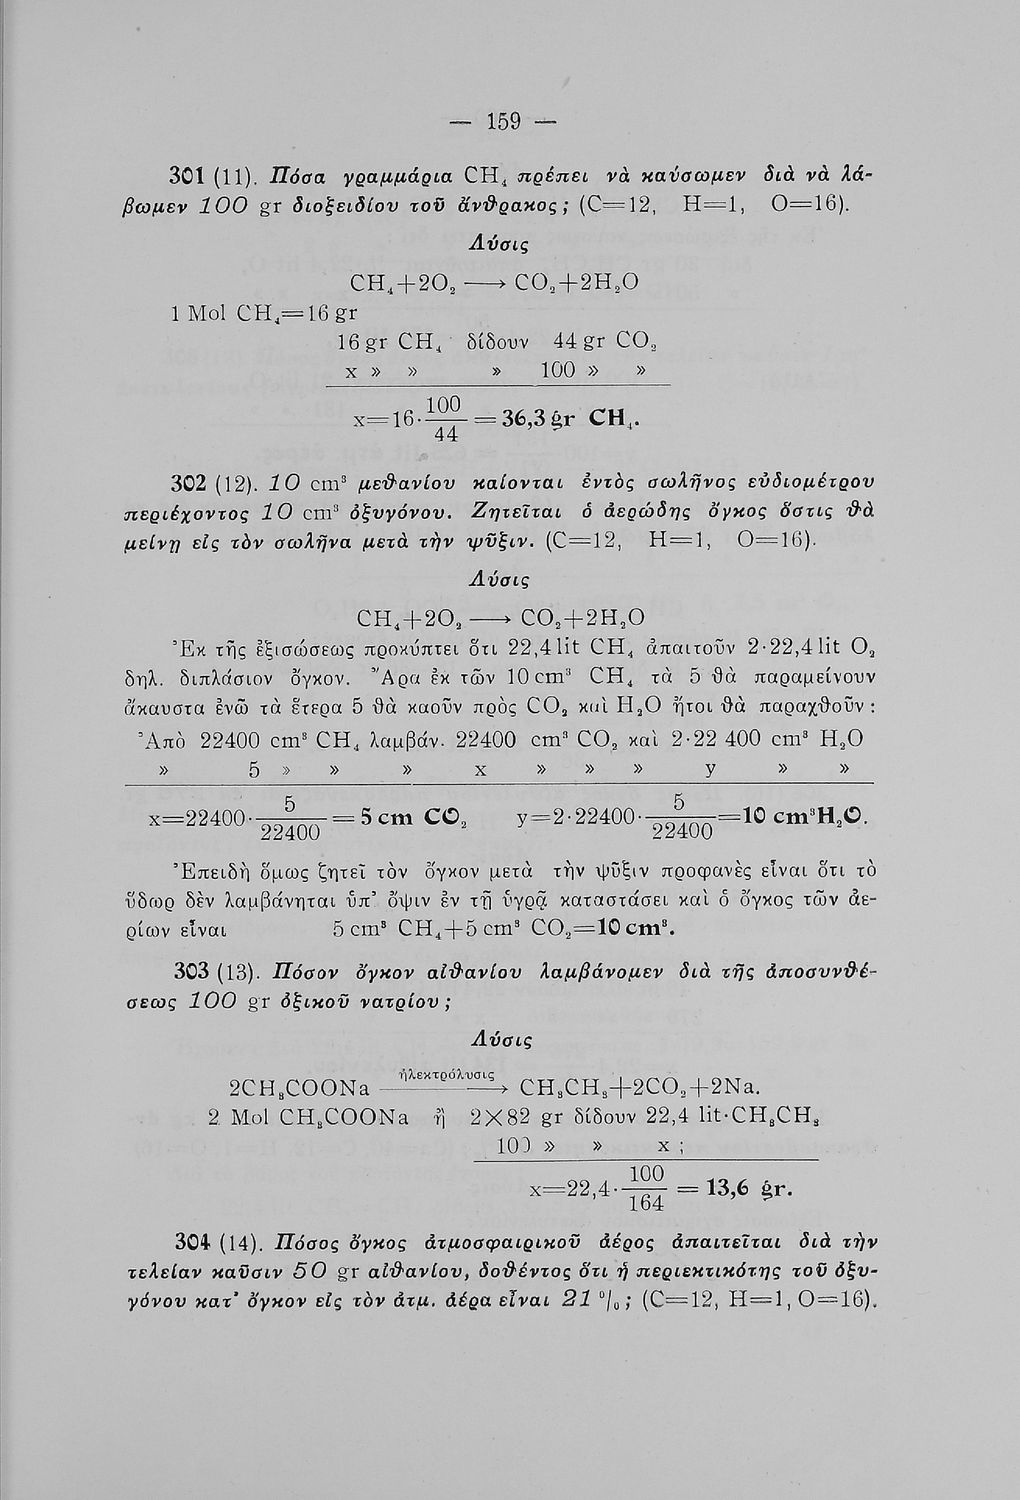 — 159 —
301 (11). Πόσα γραμμάρια CH₄ πρέπει νὰ καύσωμεν διὰ νὰ λά-
βωμεν 100 gr διοξειδίου τοῦ ἄνθρακος; (C=12, H=1, O=16).
Λύσις
CH₄+2O₂ ⟶ CO₂+2H₂O
1 Mol CH₄=16 gr
16 gr CH₄ δίδουν 44 gr CO₂
x » » » 100 » »
x=16·100/44 = 36,3 gr CH₄.
302 (12). 10 cm³ μεθανίου καίονται ἐντὸς σωλῆνος εὐδιομέτρου
περιέχοντος 10 cm³ ὀξυγόνου. Ζητεῖται ὁ ἀερώδης ὄγκος ὅστις θὰ
μείνῃ εἰς τὸν σωλῆνα μετὰ τὴν ψῦξιν. (C=12, H=1, O=16).
Λύσις
CH₄+2O₂ ⟶ CO₂+2H₂O
Ἐκ τῆς ἐξισώσεως προκύπτει ὅτι 22,4 lit CH₄ ἀπαιτοῦν 2·22,4 lit O₂
δηλ. διπλάσιον ὄγκον. Ἄρα ἐκ τῶν 10 cm³ CH₄ τὰ 5 θὰ παραμείνουν
ἄκαυστα ἐνῶ τὰ ἕτερα 5 θὰ καοῦν πρὸς CO₂ καὶ H₂O ἤτοι θὰ παραχθοῦν:
Ἀπὸ 22400 cm³ CH₄ λαμβάν. 22400 cm³ CO₂ καὶ 2·22 400 cm³ H₂O
» 5 » » » x » » » y » »
x=22400·5/22400 = 5 cm CO₂ y=2·22400·5/22400=10 cm³H₂O.
Ἐπειδὴ ὅμως ζητεῖ τὸν ὄγκον μετὰ τὴν ψῦξιν προφανὲς εἶναι ὅτι τὸ
ὕδωρ δὲν λαμβάνηται ὑπ' ὄψιν ἐν τῇ ὑγρᾷ καταστάσει καὶ ὁ ὄγκος τῶν ἀε-
ρίων εἶναι 5 cm³ CH₄+5 cm³ CO₂=10 cm³.
303 (13). Πόσον ὄγκον αἰθανίου λαμβάνομεν διὰ τῆς ἀποσυνθέ-
σεως 100 gr ὀξικοῦ νατρίου;
Λύσις
2CH₃COONa ἠλεκτρόλυσις ⟶ CH₃CH₃+2CO₂+2Na.
2 Mol CH₃COONa ἢ 2×82 gr δίδουν 22,4 lit·CH₃CH₃
100 » » x ;
x=22,4·100/164 = 13,6 gr.
304 (14). Πόσος ὄγκος ἀτμοσφαιρικοῦ ἀέρος ἀπαιτεῖται διὰ τὴν
τελείαν καῦσιν 50 gr αἰθανίου, δοθέντος ὅτι ἡ περιεκτικότης τοῦ ὀξυ-
γόνου κατ' ὄγκον εἰς τὸν ἀτμ. ἀέρα εἶναι 21 %; (C=12, H=1, O=16).